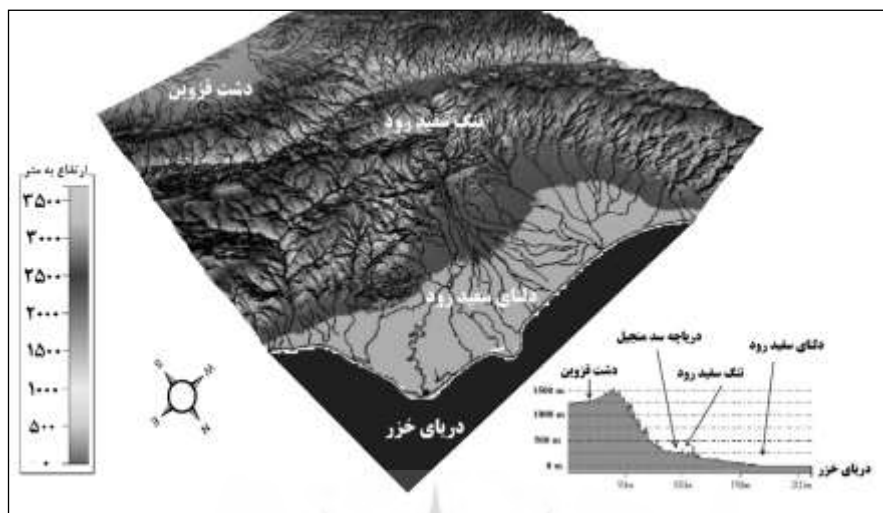 دشت قزوین
تنگ سفید رود
ارتفاع به متر
۳۵۰۰
۳۰۰۰
۲۵۰۰
۲۰۰۰
۱۵۰۰
۱۰۰۰
۵۰۰
۰
دلتای سفید رود
دریای خزر
S
W
E
N
دریاچه سد منجیل
دلتای سفید رود
دشت قزوین
تنگ سفید رود
1500 m
1000 m
500 m
0 m
دریای خزر